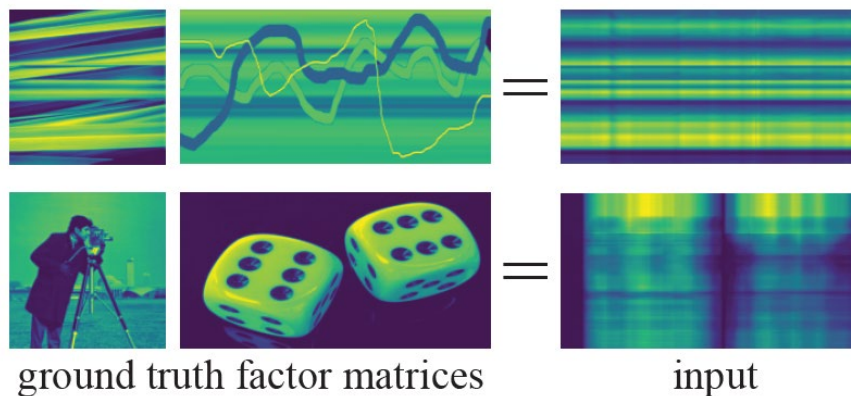 =
=
ground truth factor matrices input